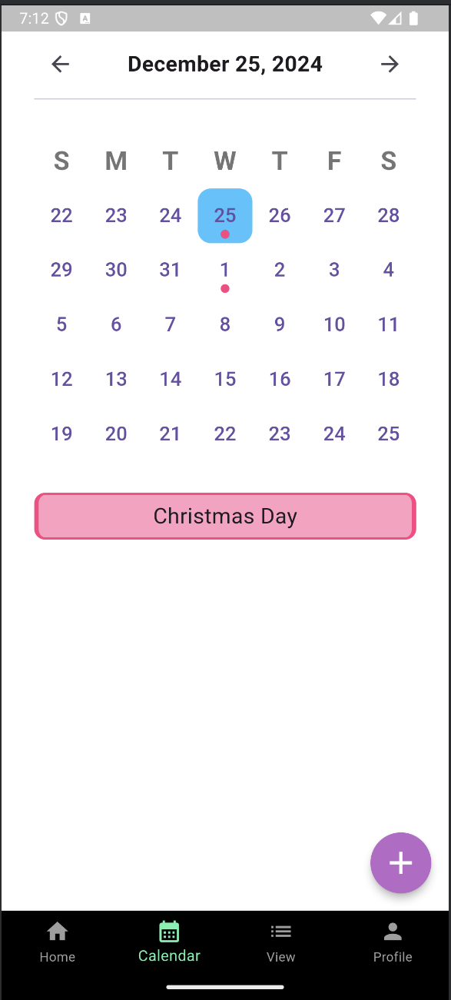 7:12 A
December 25, 2024
S M T W T F S
22 23 24 25 26 27 28
29 30 31 1 2 3 4
5 6 7 8 9 10 11
12 13 14 15 16 17 18
19 20 21 22 23 24 25
Christmas Day
Home Calendar View Profile